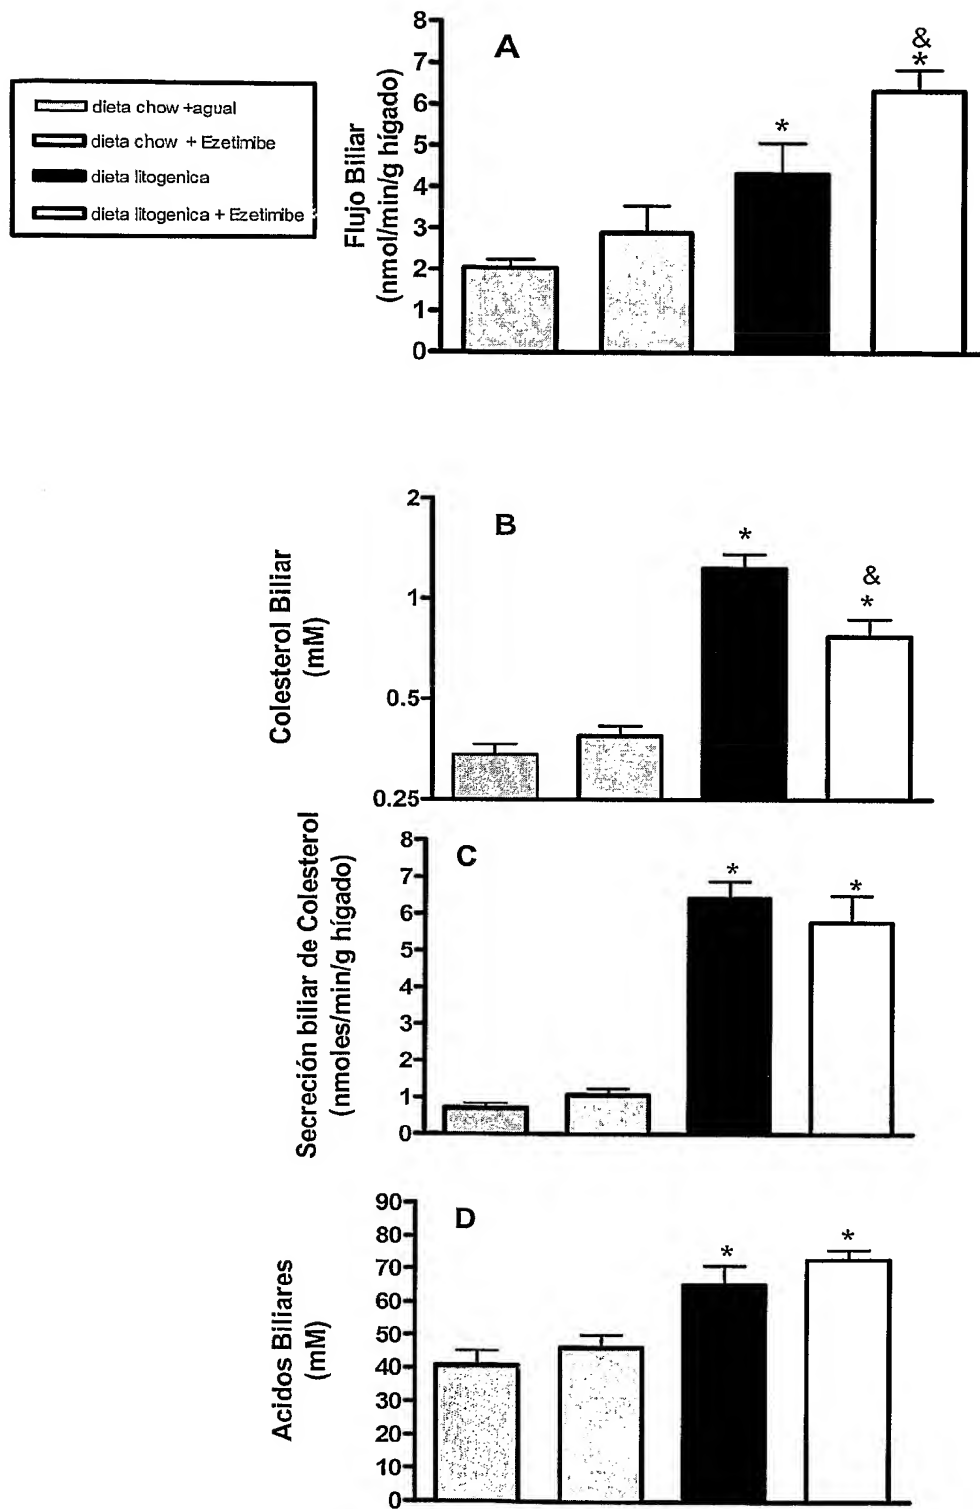 dieta chow +agual
dieta chow + Ezetimibe
dieta litogenica
dieta litogenica + Ezetimibe
A
Flujo Biliar
(nmol/min/g hígado)
8
7
6
5
4
3
2
1
0
*
&
*
B
Colesterol Biliar
(mM)
2
1
0.5
0.25
*
&
*
C
Secreción biliar de Colesterol
(nmoles/min/g hígado)
8
7
6
5
4
3
2
1
0
*
*
D
Acidos Biliares
(mM)
90
80
70
60
50
40
30
20
10
0
*
*